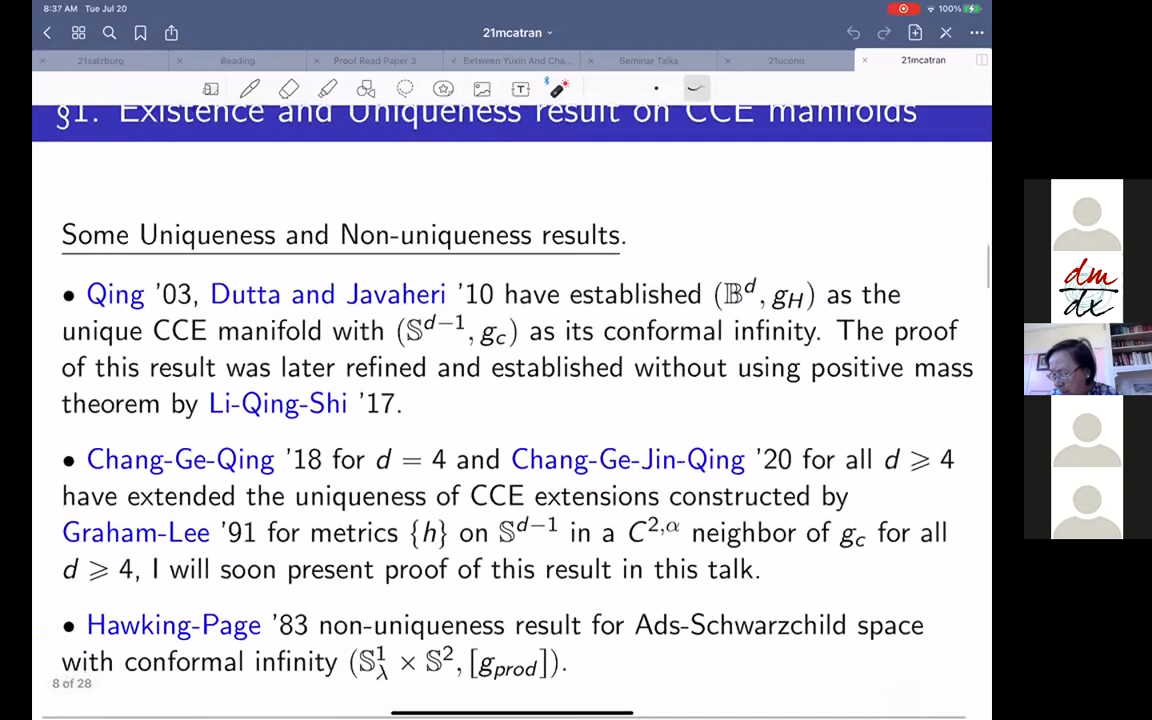 8:37 AM Tue Jul 20
100%
21mcatran
21salzburg
Reading
Proof Read Paper 3
Between Yuxin And Cha...
Seminar Talks
21uconn
21mcatran
§1. Existence and Uniqueness result on CCE manifolds
Some Uniqueness and Non-uniqueness results.
• Qing '03, Dutta and Javaheri '10 have established (𝔹^d, g_H) as the
unique CCE manifold with (𝕊^{d−1}, g_c) as its conformal infinity. The proof
of this result was later refined and established without using positive mass
theorem by Li-Qing-Shi '17.
• Chang-Ge-Qing '18 for d = 4 and Chang-Ge-Jin-Qing '20 for all d ⩾ 4
have extended the uniqueness of CCE extensions constructed by
Graham-Lee '91 for metrics {h} on 𝕊^{d−1} in a C^{2,α} neighbor of g_c for all
d ⩾ 4, I will soon present proof of this result in this talk.
• Hawking-Page '83 non-uniqueness result for Ads-Schwarzchild space
with conformal infinity (𝕊^1_λ × 𝕊^2, [g_{prod}]).
8 of 28
dm
dx